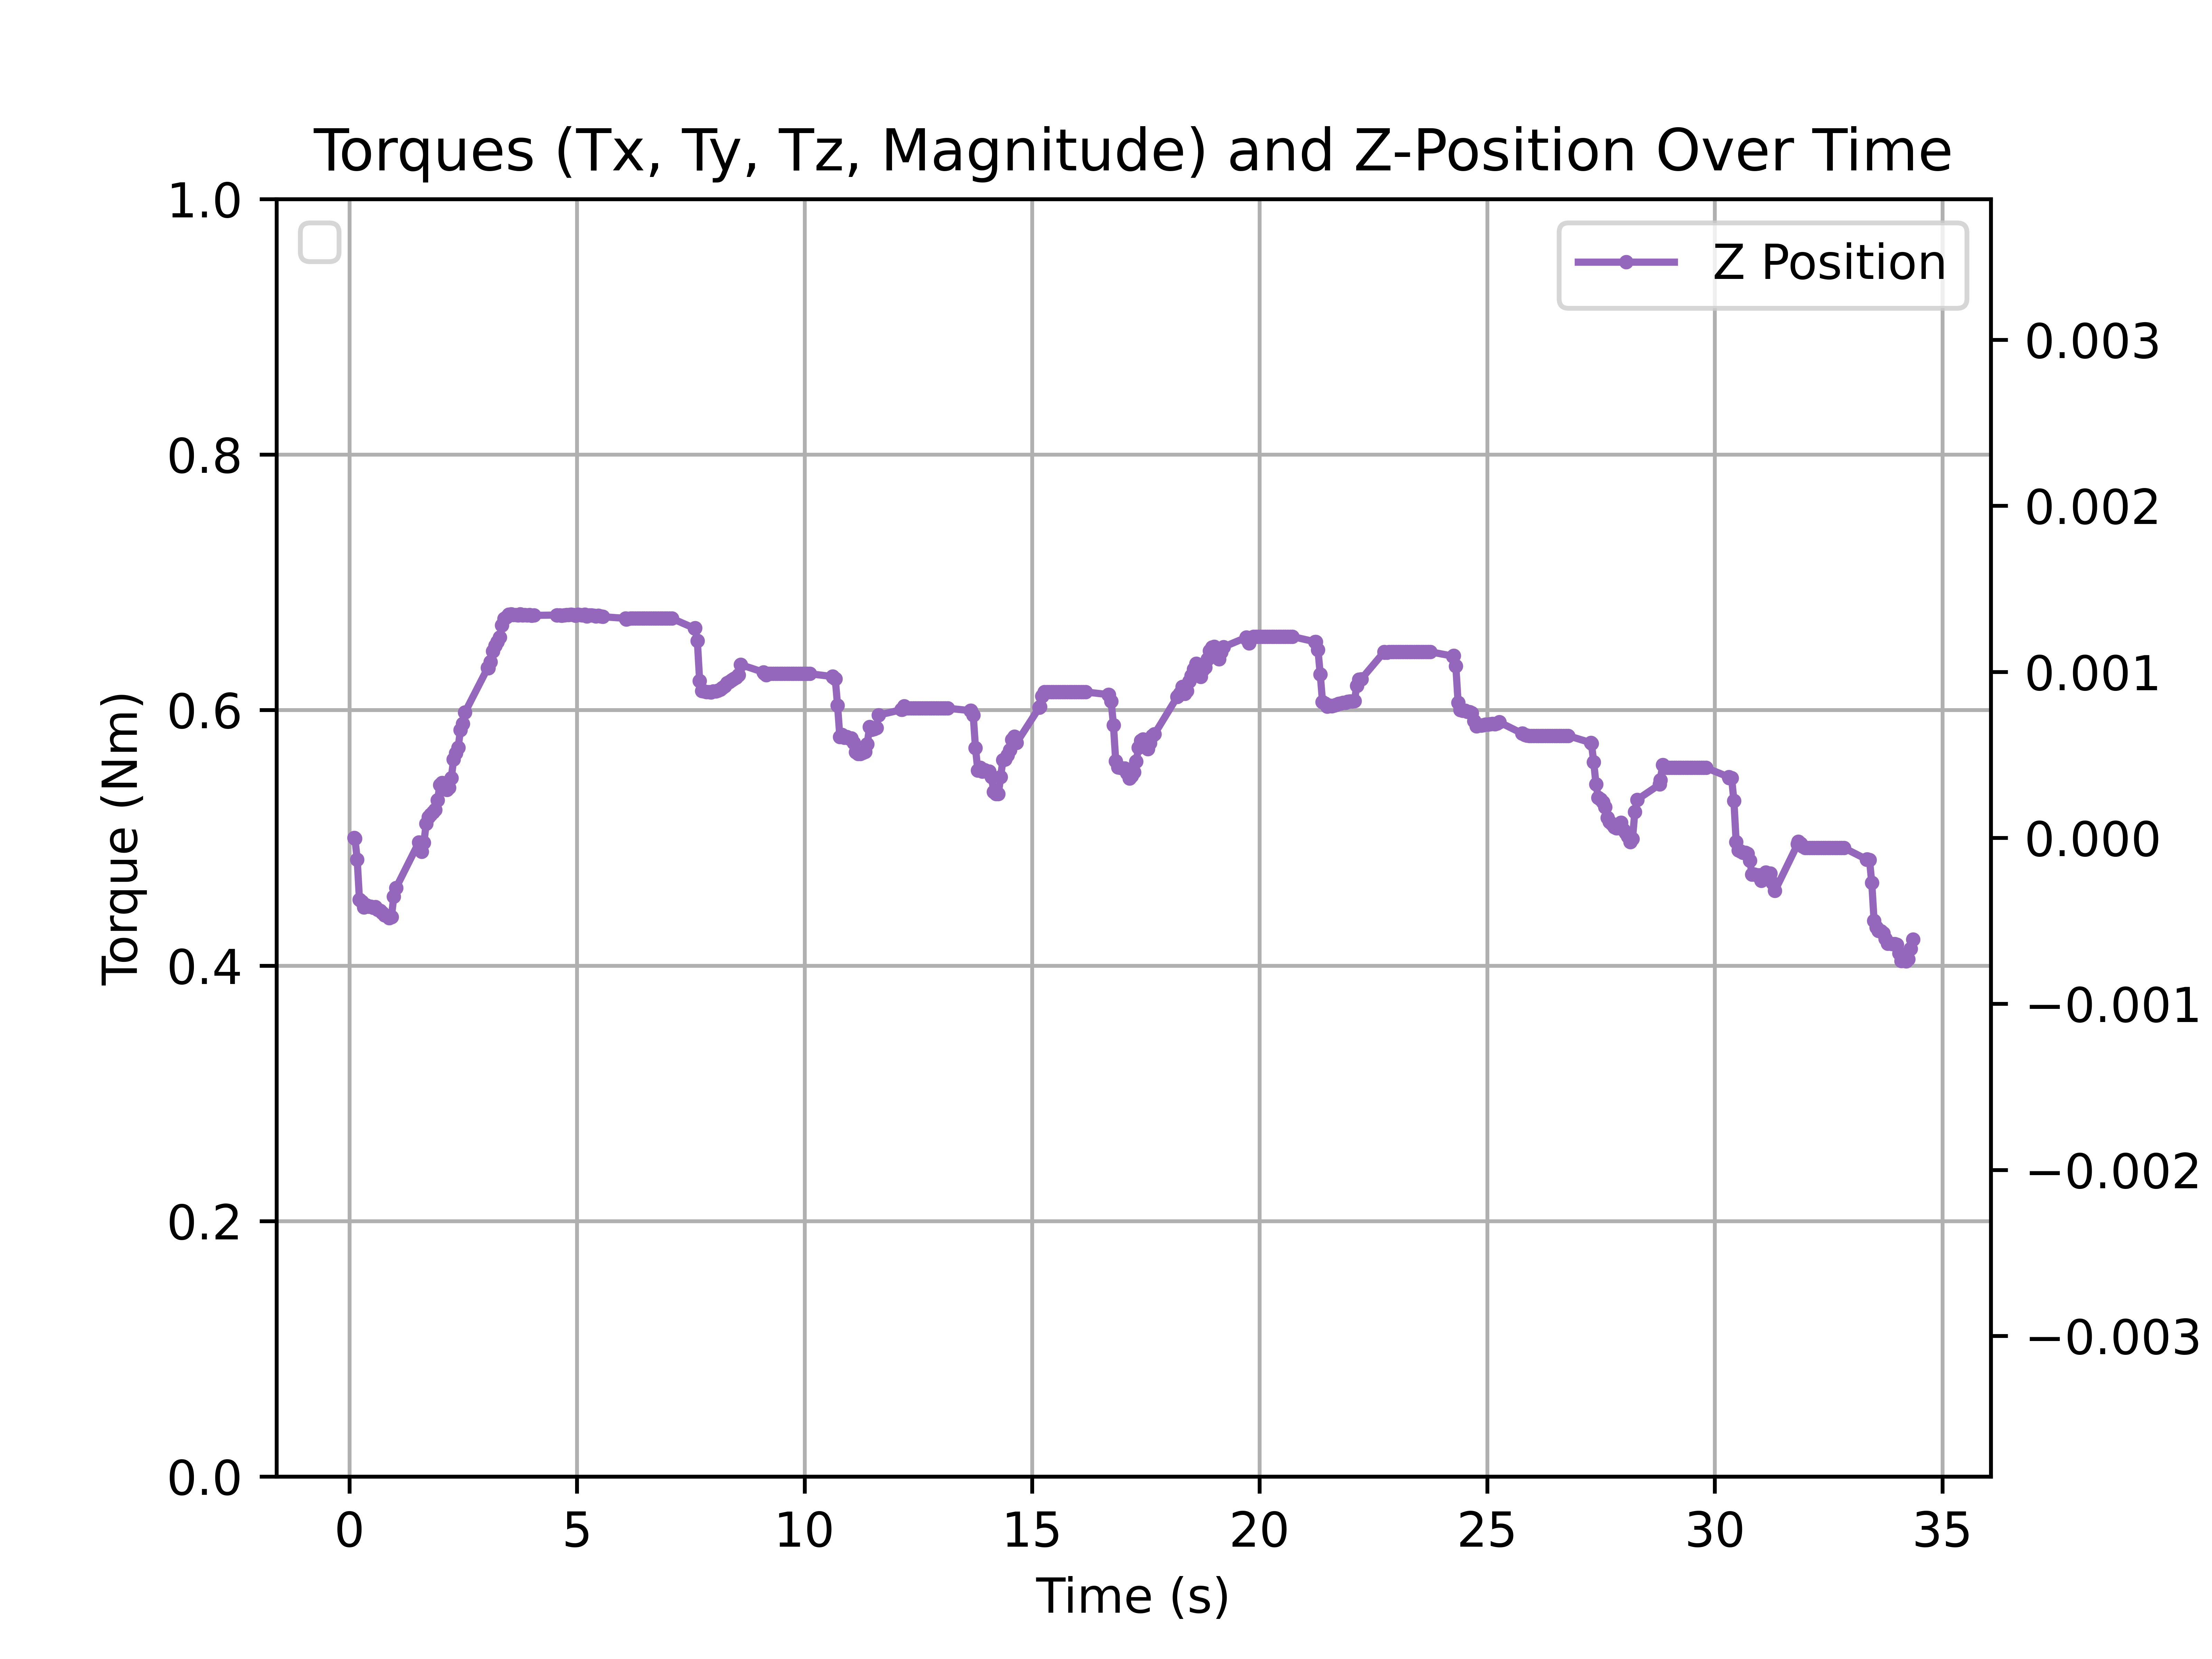 Torques (Tx, Ty, Tz, Magnitude) and Z-Position Over Time
Z Position
1.0
0.8
0.6
0.4
0.2
0.0
Torque (Nm)
0.003
0.002
0.001
0.000
−0.001
−0.002
−0.003
0 5 10 15 20 25 30 35
Time (s)